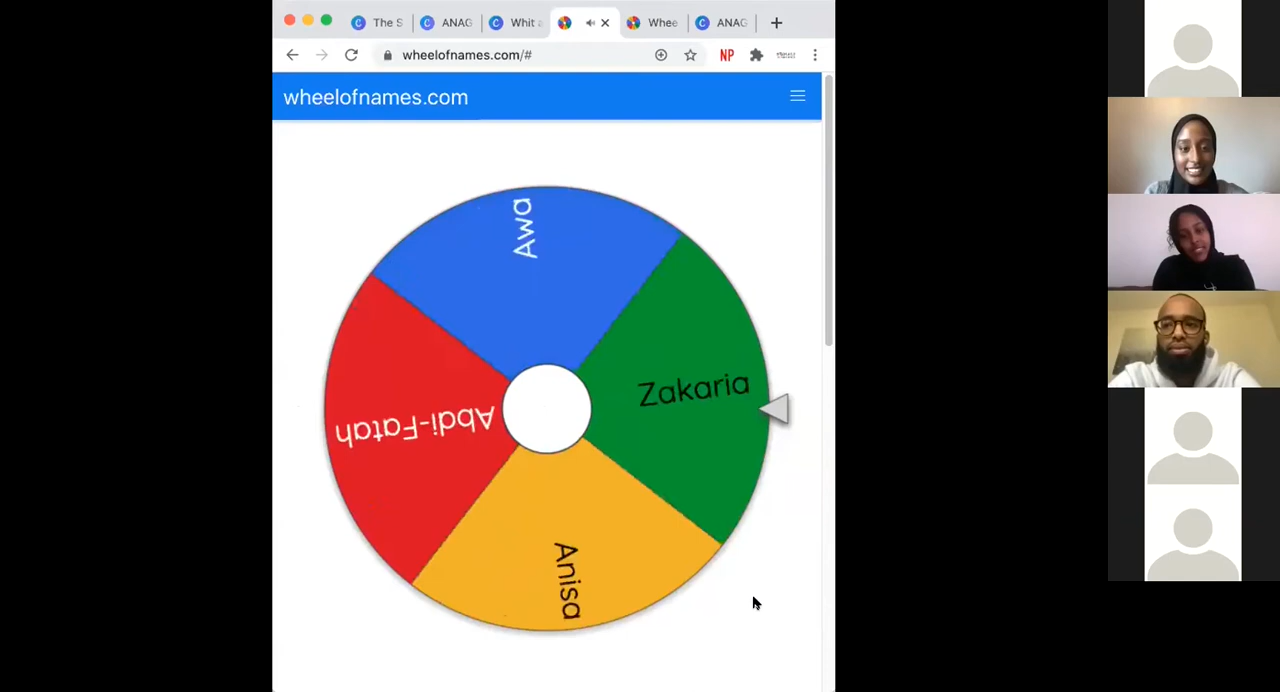 The S
ANAG
Whit a
Whee
ANAG
wheelofnames.com/#
NP
wheelofnames.com
Awa
Zakaria
Abdi-Fatah
Anisa